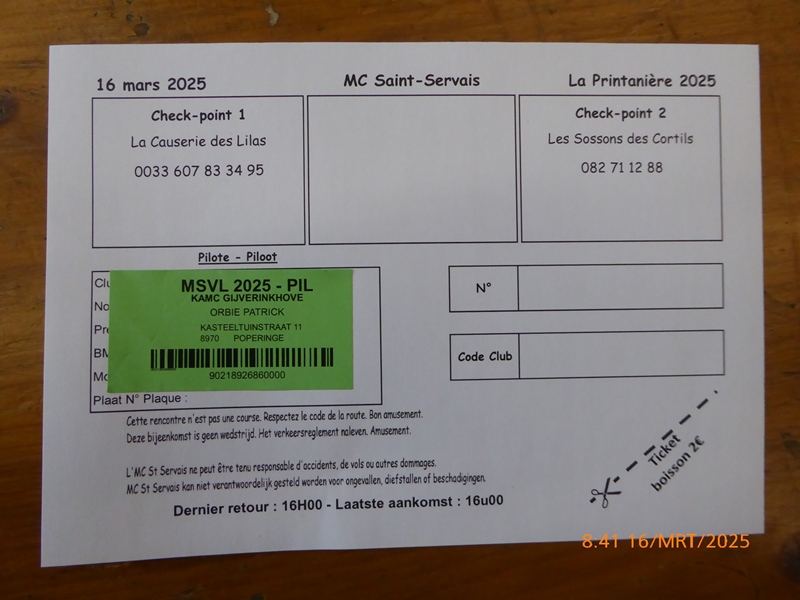 16 mars 2025
MC Saint-Servais
La Printanière 2025
Check-point 1
La Causerie des Lilas
0033 607 83 34 95
Check-point 2
Les Sossons des Cortils
082 71 12 88
Pilote - Piloot
Clu
No
Pré
BM
Mo
MSVL 2025 - PIL
KAMC GIJVERINKHOVE
ORBIE PATRICK
KASTEELTUINSTRAAT 11
8970 POPERINGE
90218926860000
Plaat N° Plaque :
N°
Code Club
Cette rencontre n'est pas une course. Respectez le code de la route. Bon amusement.
Deze bijeenkomst is geen wedstrijd. Het verkeersreglement naleven. Amusement.
L'MC St Servais ne peut être tenu responsable d'accidents, de vols ou autres dommages.
MC St Servais kan niet verantwoordelijk gesteld worden voor ongevallen, diefstallen of beschadigingen.
Dernier retour : 16H00 - Laatste aankomst : 16u00
Ticket
boisson 2€
8.41 16/MRT/2025